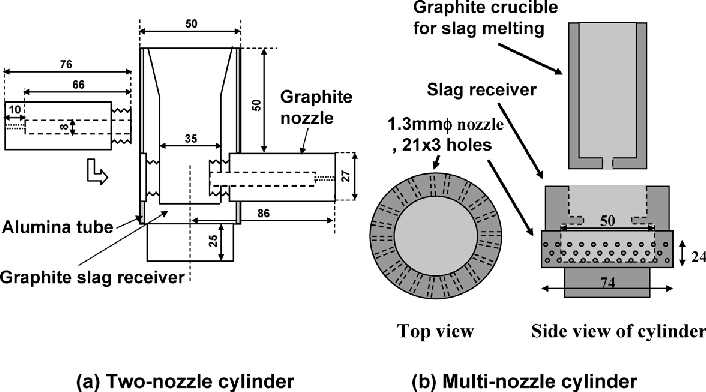 50
76
66
10
8
35
50
Graphite
nozzle
27
86
25
Alumina tube
Graphite slag receiver
(a) Two-nozzle cylinder
Graphite crucible
for slag melting
Slag receiver
1.3mmϕ nozzle
, 21x3 holes
50
24
74
Top view
Side view of cylinder
(b) Multi-nozzle cylinder